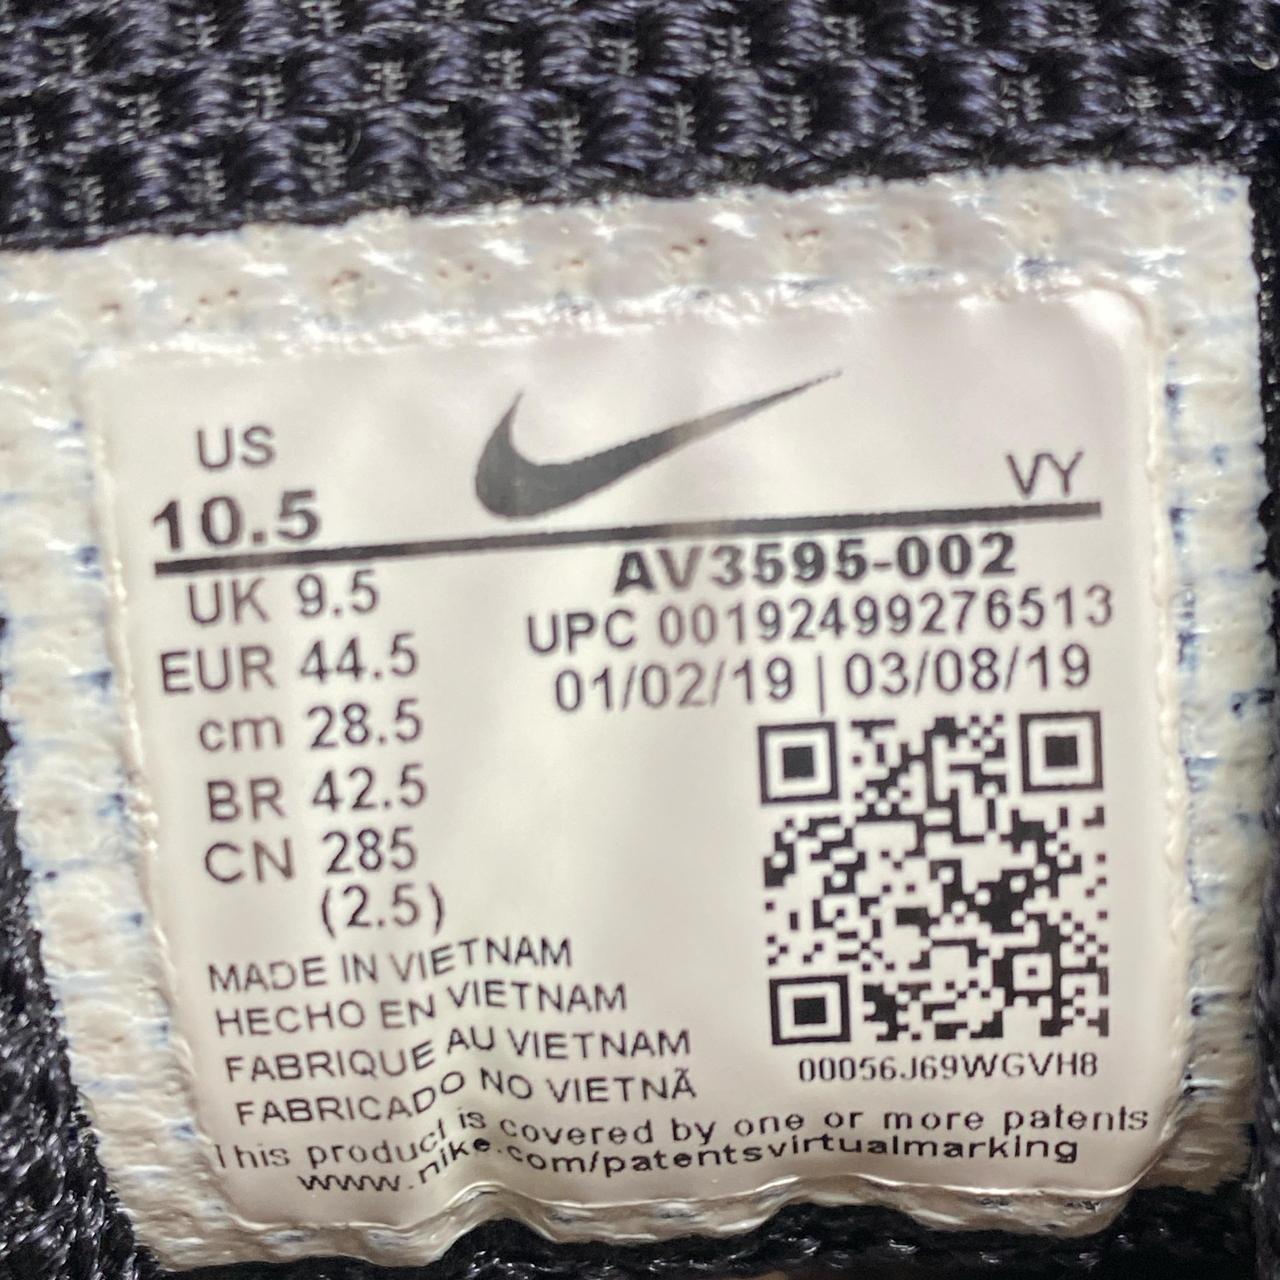 US
10.5
VY
UK 9.5
EUR 44.5
cm 28.5
BR 42.5
CN 285
(2.5)
AV3595-002
UPC 00192499276513
01/02/19 | 03/08/19
00056J69WGVH8
MADE IN VIETNAM
HECHO EN VIETNAM
FABRIQUE AU VIETNAM
FABRICADO NO VIETNÃ
This product is covered by one or more patents
www.nike.com/patentsvirtualmarking